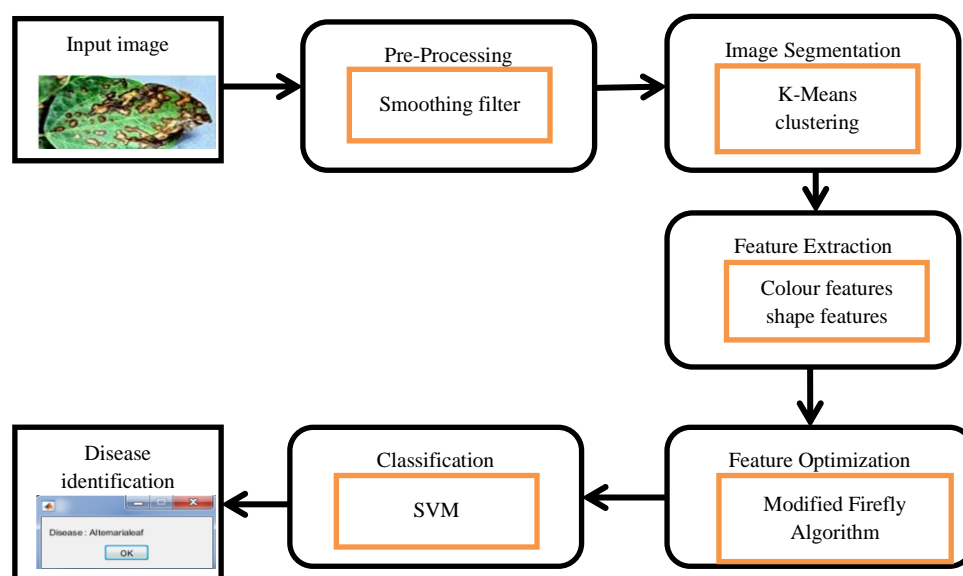 Input image
Pre-Processing
Smoothing filter
Image Segmentation
K-Means
clustering
Feature Extraction
Colour features
shape features
Feature Optimization
Modified Firefly
Algorithm
Classification
SVM
Disease
identification
Disease : Alternarialeaf
OK